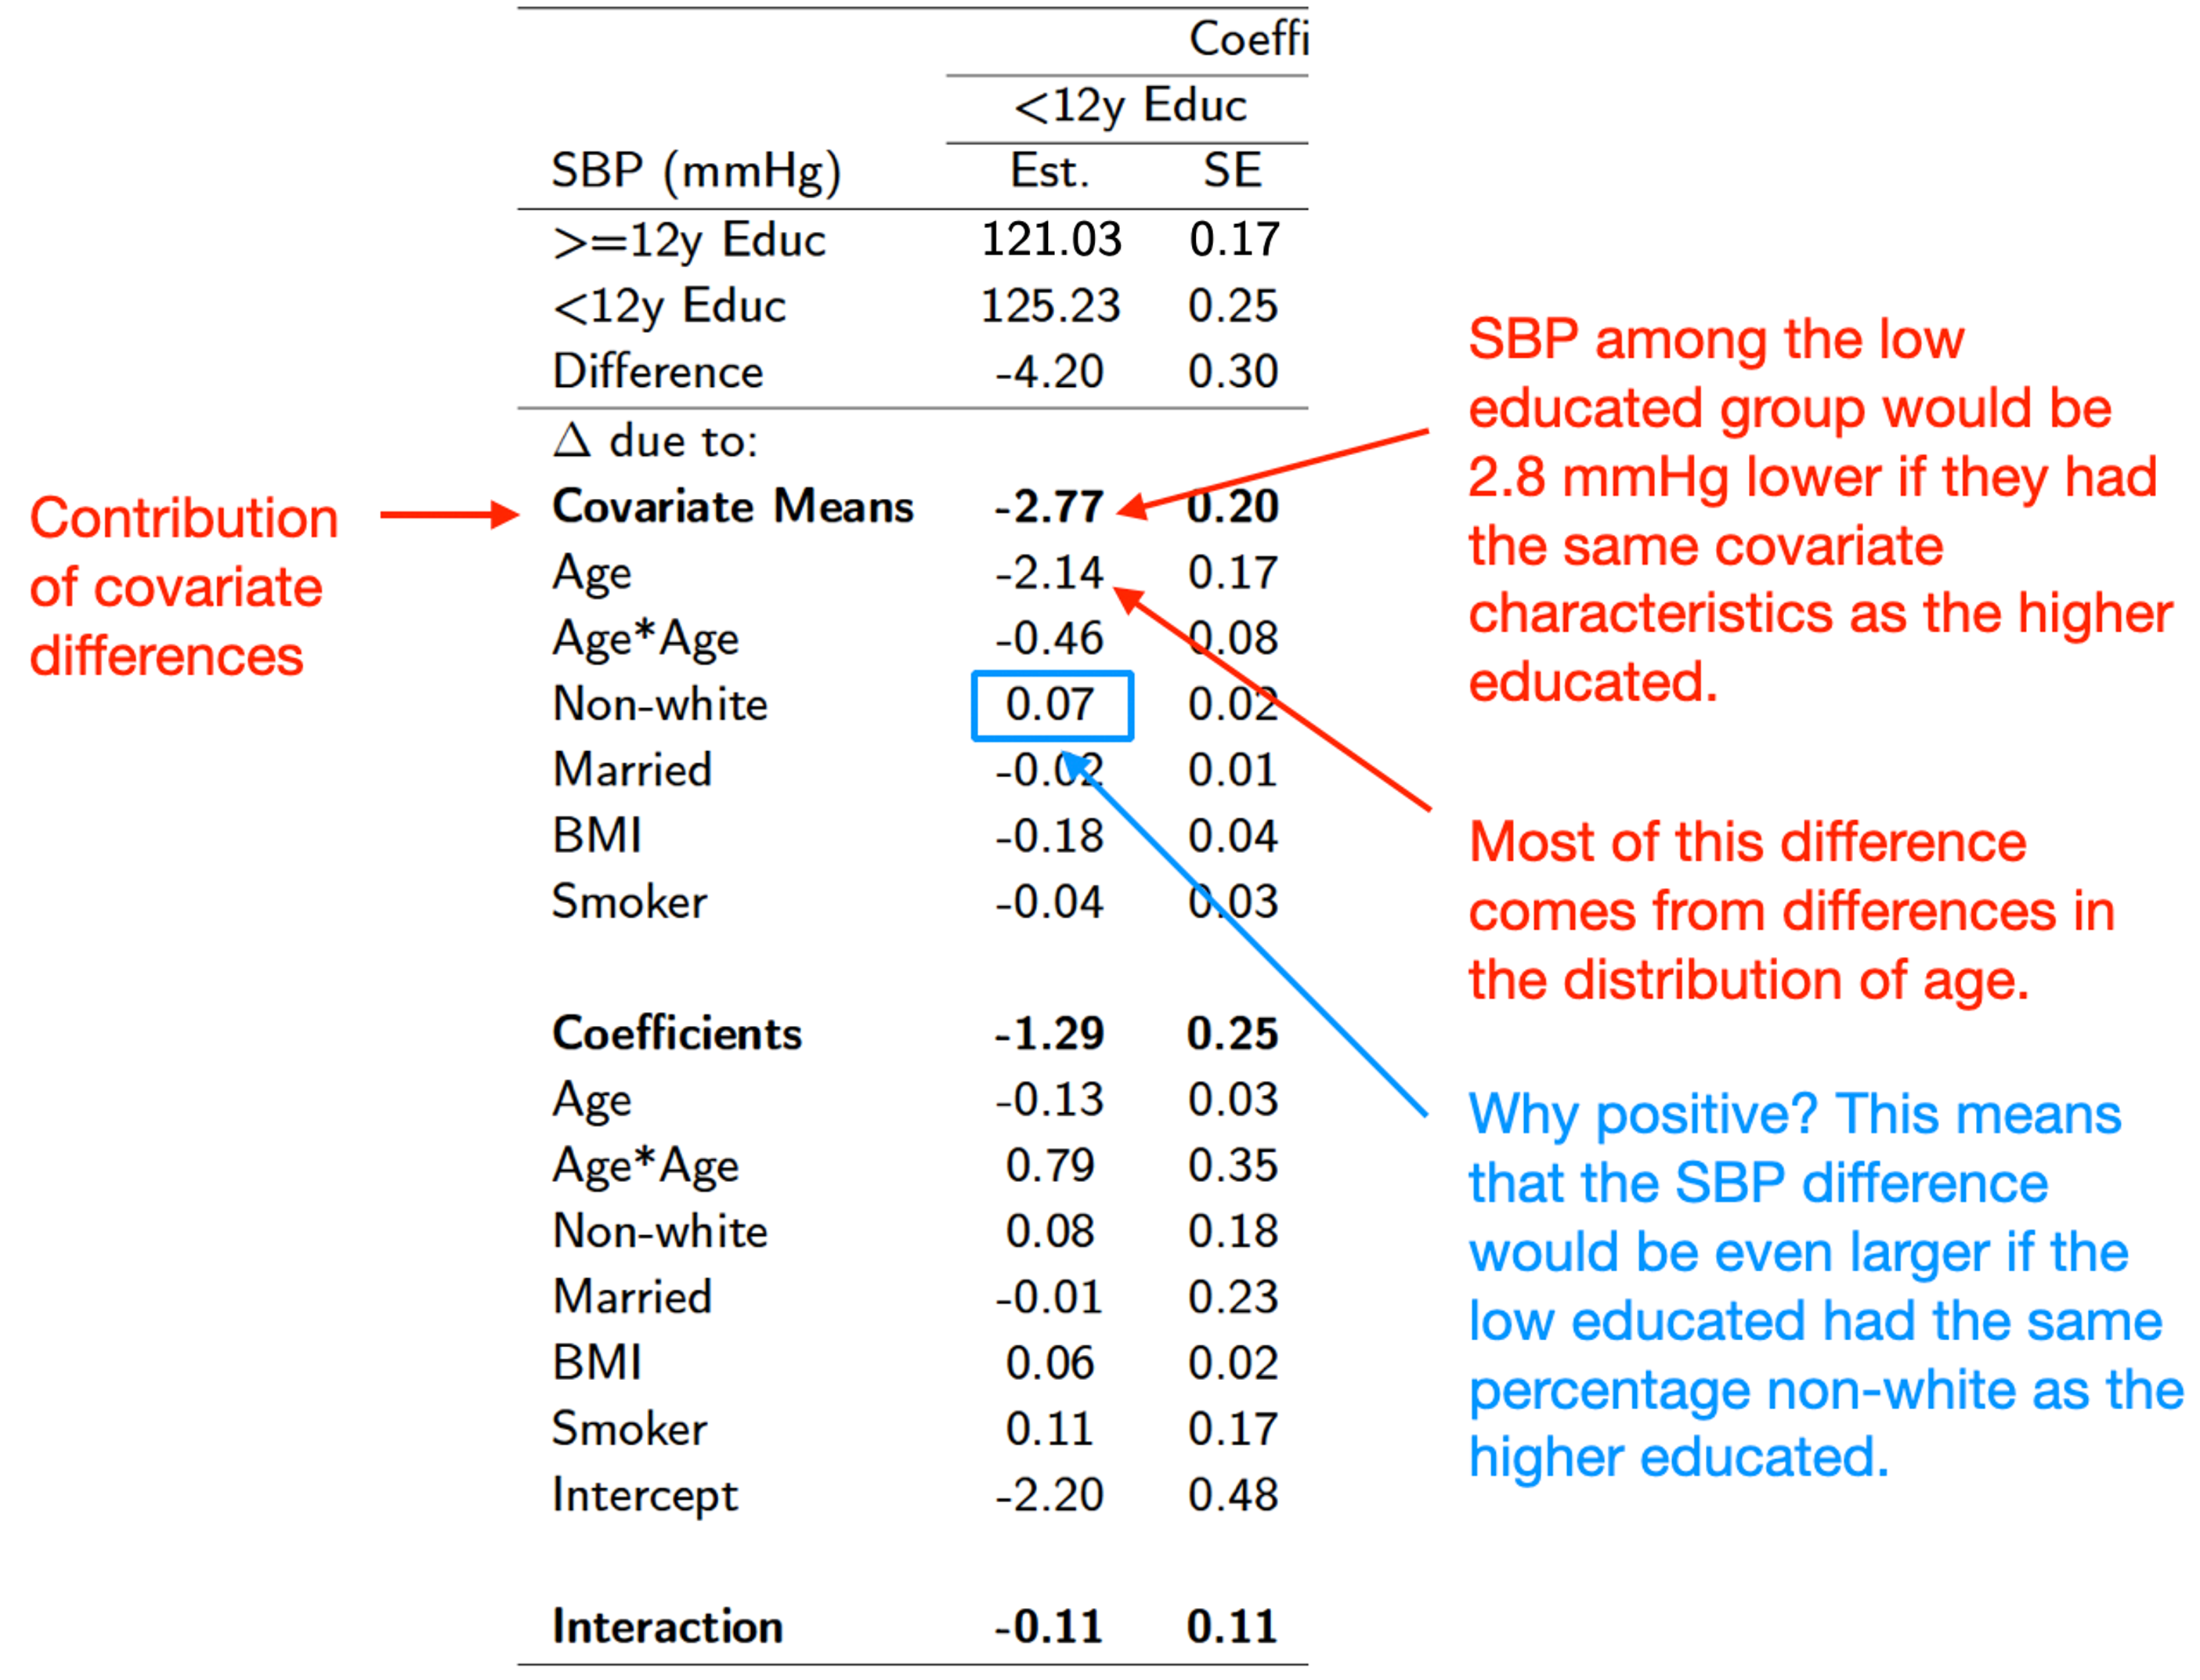 Coeffi
<12y Educ
SBP (mmHg) Est. SE
>=12y Educ 121.03 0.17
<12y Educ 125.23 0.25
Difference -4.20 0.30
Δ due to:
Covariate Means -2.77 0.20
Age -2.14 0.17
Age*Age -0.46 0.08
Non-white 0.07 0.02
Married -0.02 0.01
BMI -0.18 0.04
Smoker -0.04 0.03
Coefficients -1.29 0.25
Age -0.13 0.03
Age*Age 0.79 0.35
Non-white 0.08 0.18
Married -0.01 0.23
BMI 0.06 0.02
Smoker 0.11 0.17
Intercept -2.20 0.48
Interaction -0.11 0.11
Contribution
of covariate
differences
SBP among the low
educated group would be
2.8 mmHg lower if they had
the same covariate
characteristics as the higher
educated.
Most of this difference
comes from differences in
the distribution of age.
Why positive? This means
that the SBP difference
would be even larger if the
low educated had the same
percentage non-white as the
higher educated.